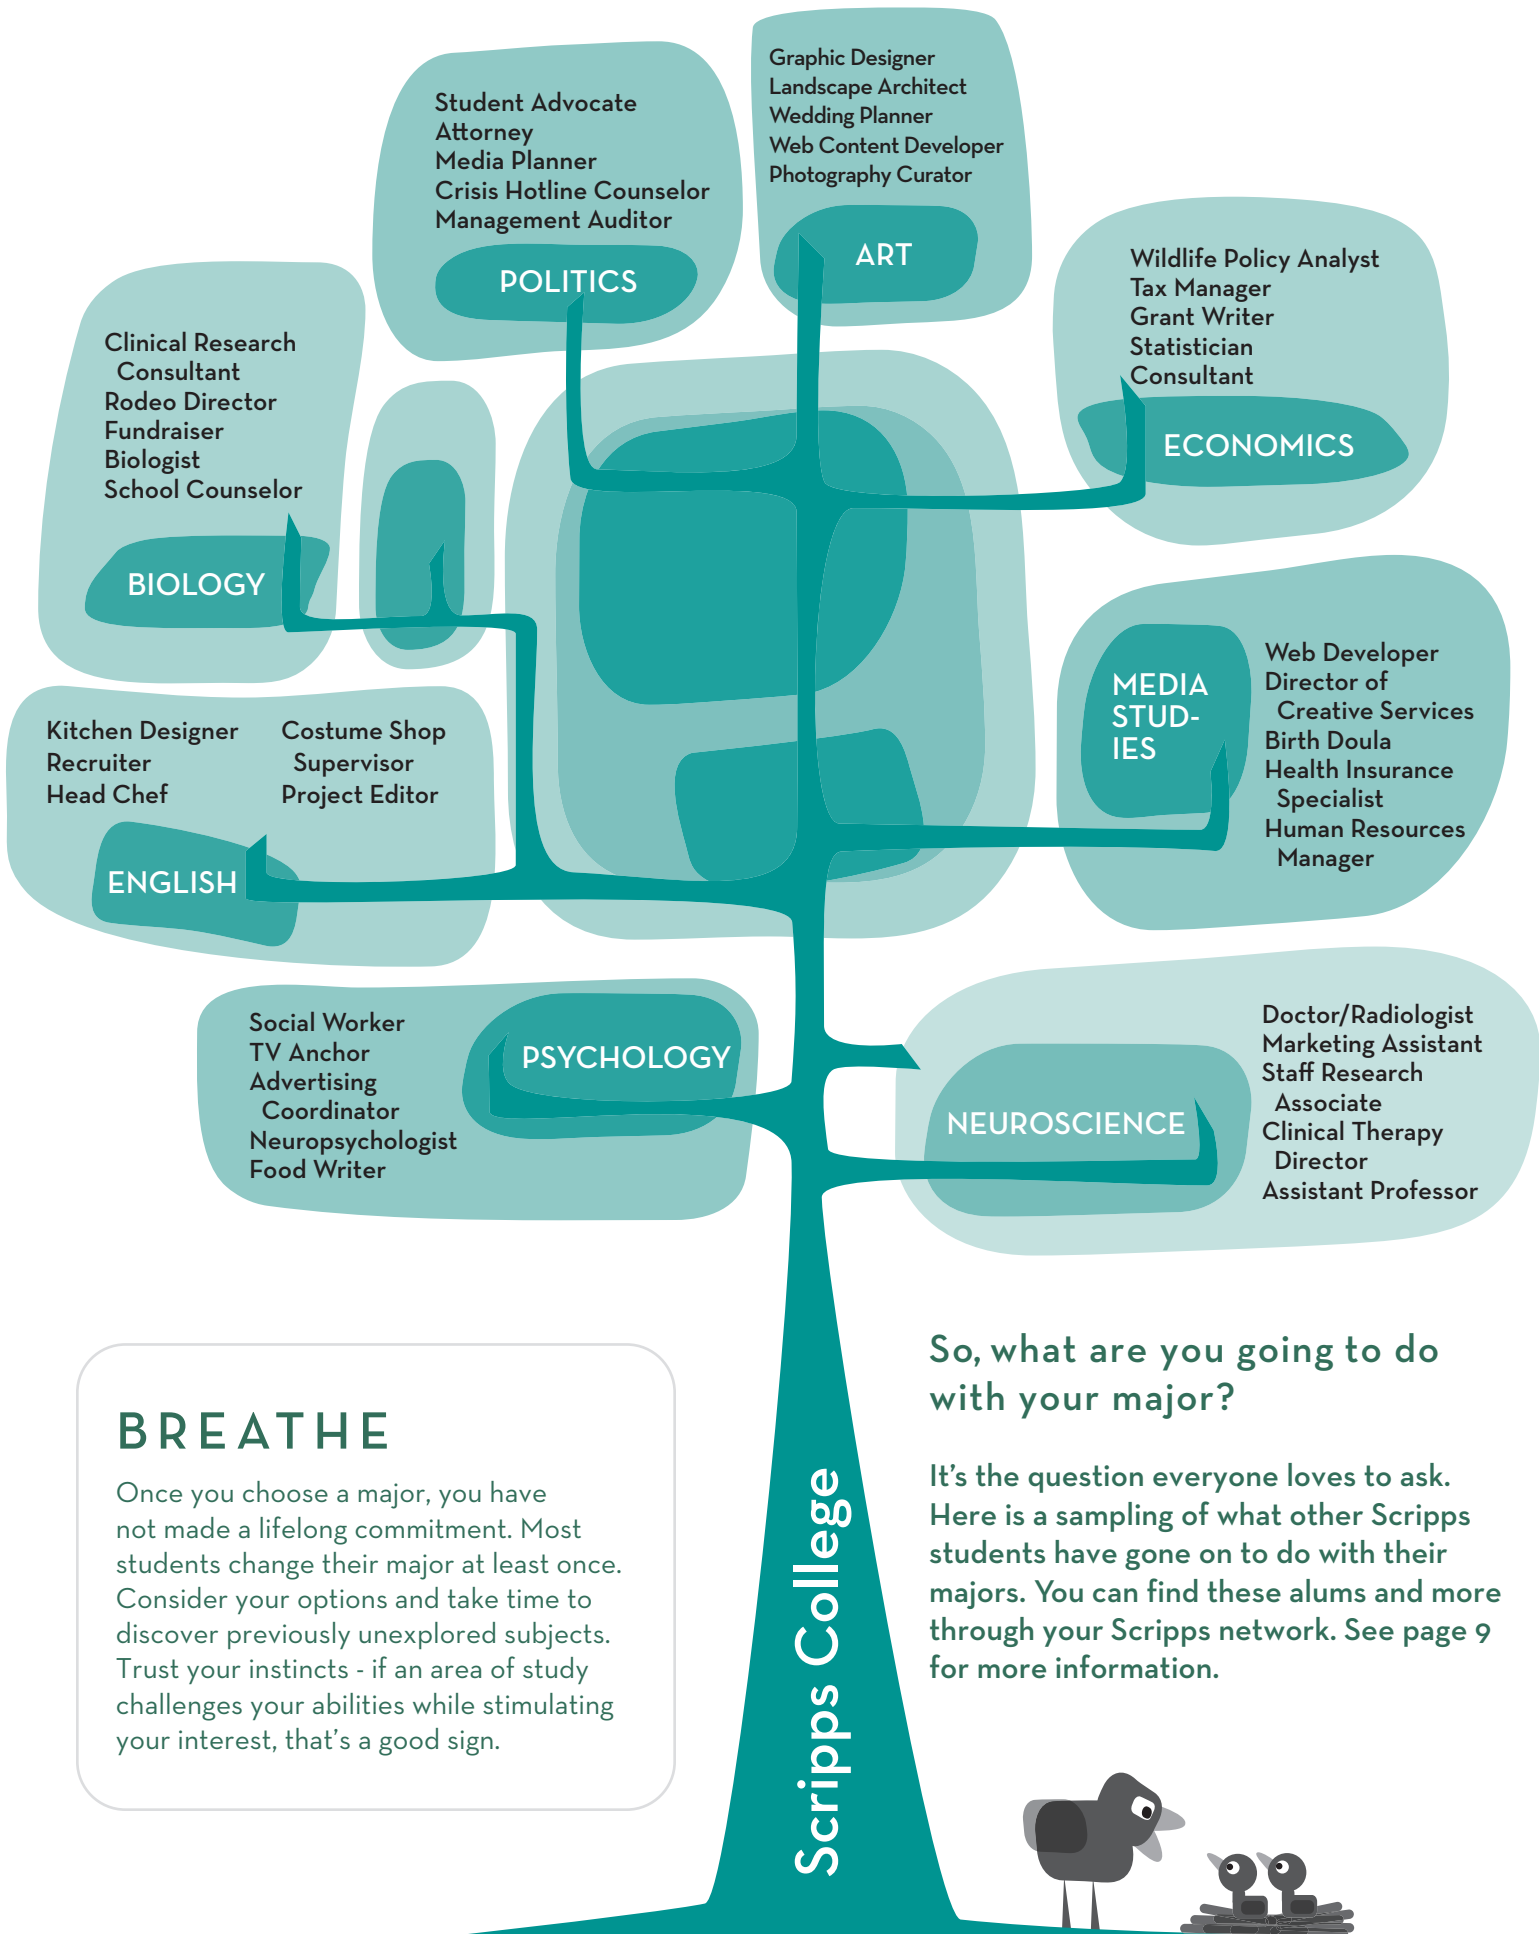 Graphic Designer
Landscape Architect
Wedding Planner
Web Content Developer
Photography Curator
ART
Student Advocate
Attorney
Media Planner
Crisis Hotline Counselor
Management Auditor
POLITICS
Wildlife Policy Analyst
Tax Manager
Grant Writer
Statistician
Consultant
ECONOMICS
Clinical Research
Consultant
Rodeo Director
Fundraiser
Biologist
School Counselor
BIOLOGY
MEDIA
STUD-
IES
Web Developer
Director of
Creative Services
Birth Doula
Health Insurance
Specialist
Human Resources
Manager
Kitchen Designer
Recruiter
Head Chef
Costume Shop
Supervisor
Project Editor
ENGLISH
Social Worker
TV Anchor
Advertising
Coordinator
Neuropsychologist
Food Writer
PSYCHOLOGY
NEUROSCIENCE
Doctor/Radiologist
Marketing Assistant
Staff Research
Associate
Clinical Therapy
Director
Assistant Professor
BREATHE
Once you choose a major, you have
not made a lifelong commitment. Most
students change their major at least once.
Consider your options and take time to
discover previously unexplored subjects.
Trust your instincts - if an area of study
challenges your abilities while stimulating
your interest, that's a good sign.
Scripps College
So, what are you going to do
with your major?
It's the question everyone loves to ask.
Here is a sampling of what other Scripps
students have gone on to do with their
majors. You can find these alums and more
through your Scripps network. See page 9
for more information.